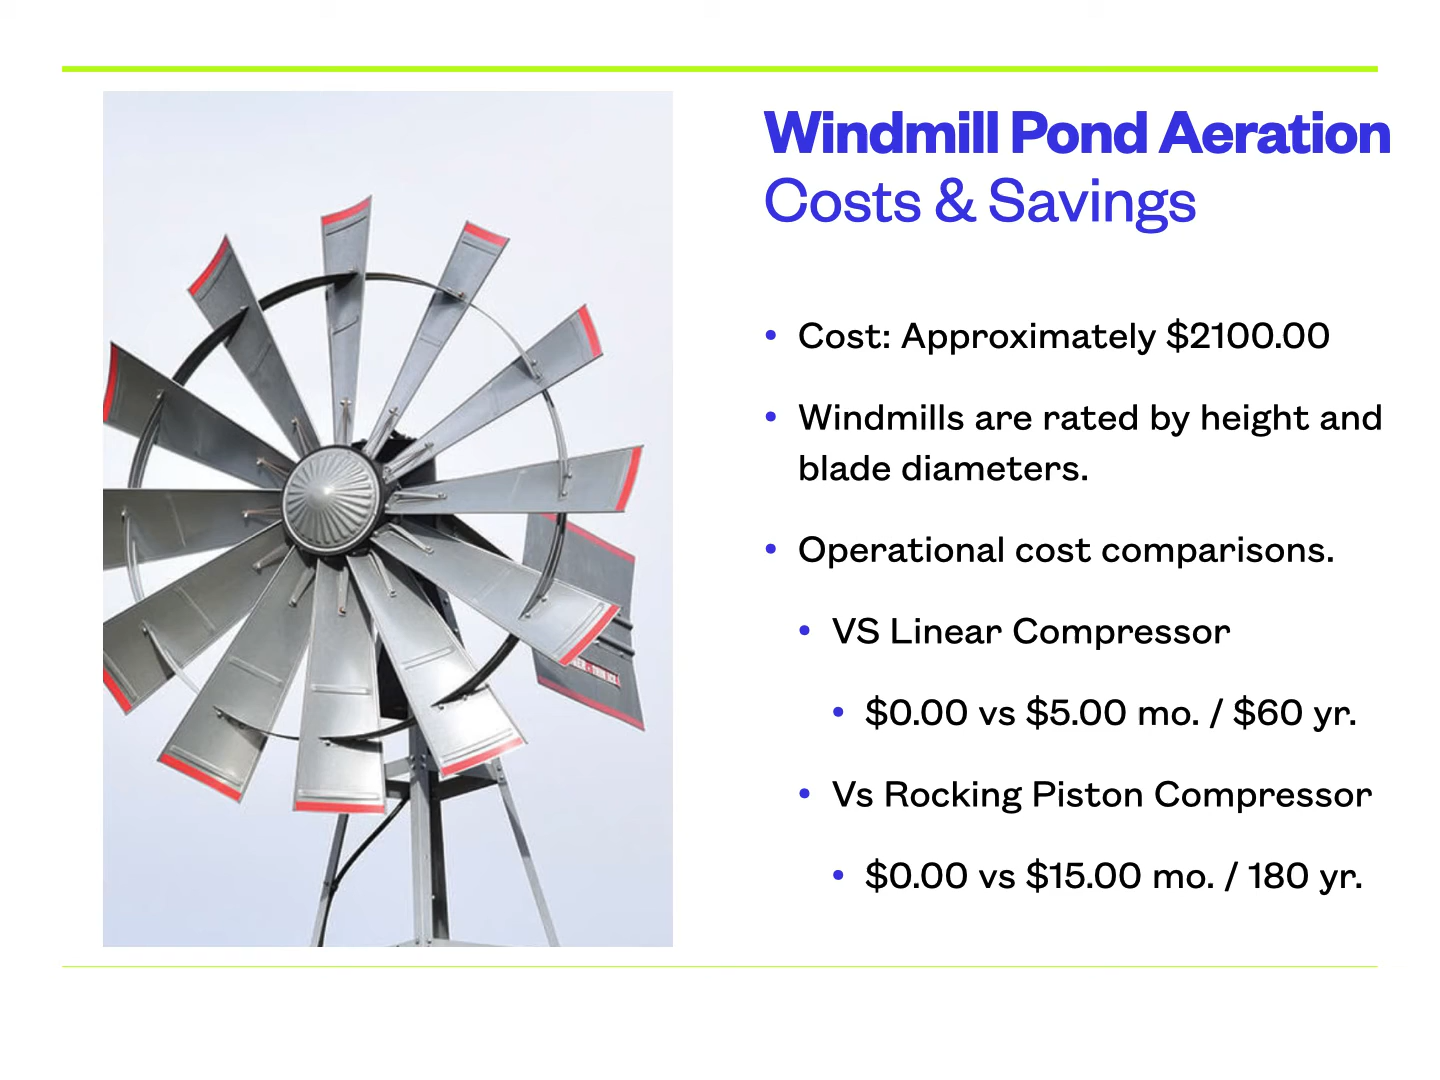 Windmill Pond Aeration
Costs & Savings
• Cost: Approximately $2100.00
• Windmills are rated by height and
blade diameters.
• Operational cost comparisons.
• VS Linear Compressor
• $0.00 vs $5.00 mo. / $60 yr.
• Vs Rocking Piston Compressor
• $0.00 vs $15.00 mo. / 180 yr.